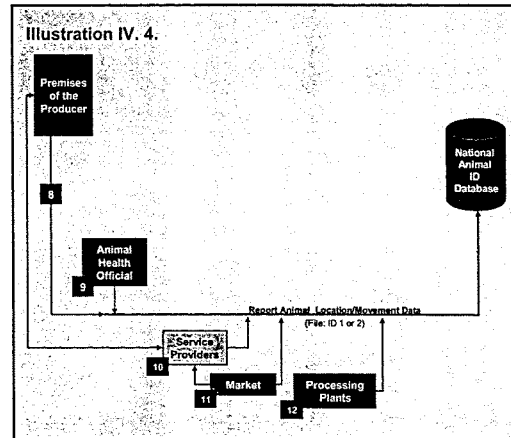 Illustration IV. 4.
Premises
of the
Producer
National
Animal
ID
Database
8
Animal
Health
Official
9
Report Animal Location/Movement Data
(File: ID 1 or 2)
Service
Providers
10
Market
11
Processing
Plants
12